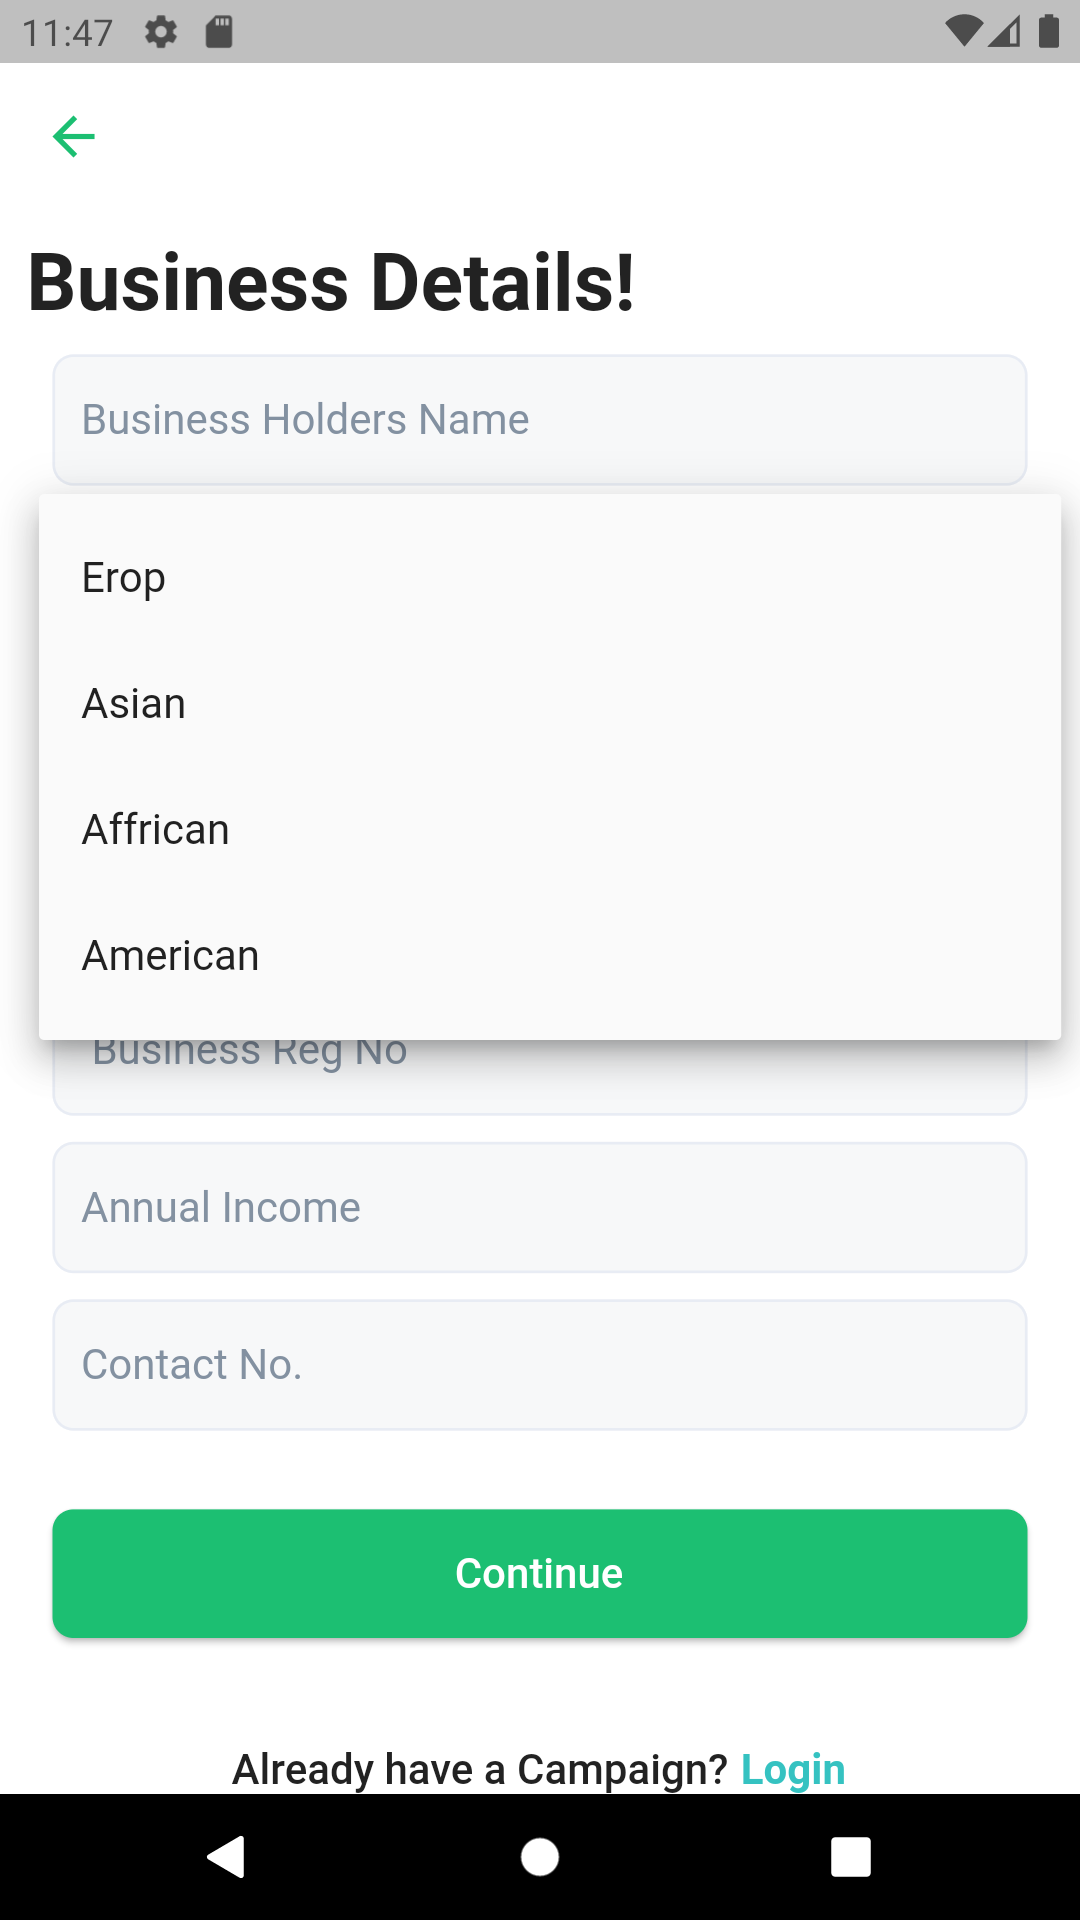 11:47
Business Details!
Business Holders Name
Erop
Asian
Affrican
American
Business Reg No
Annual Income
Contact No.
Continue
Already have a Campaign? Login